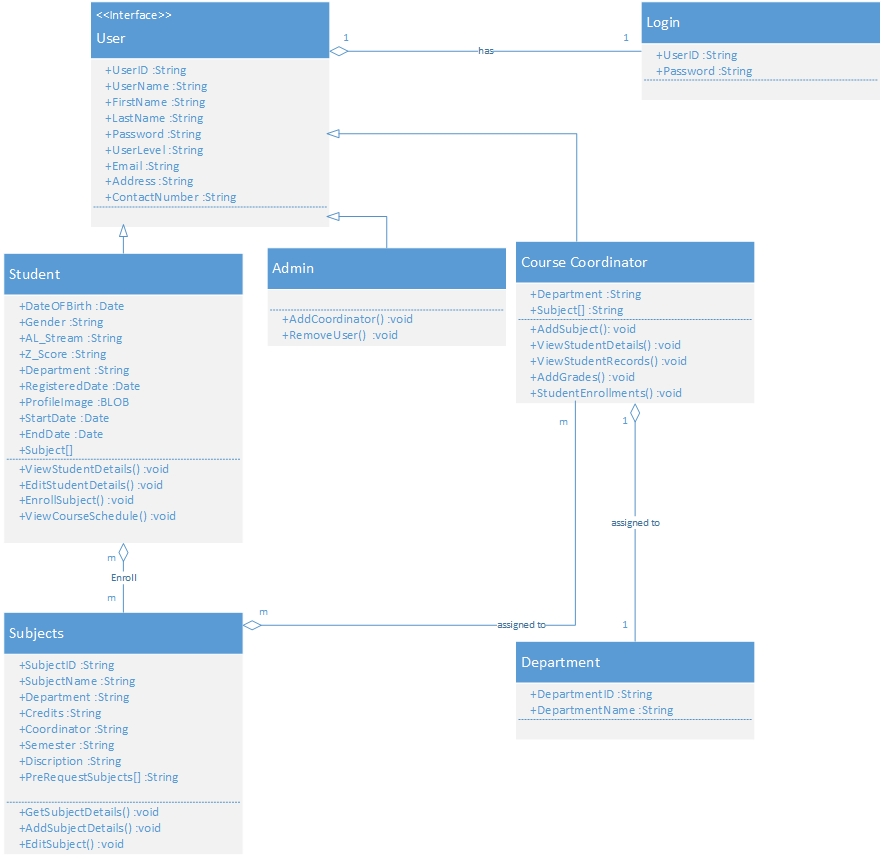 <<Interface>>
User
+UserID :String
+UserName :String
+FirstName :String
+LastName :String
+Password :String
+UserLevel :String
+Email :String
+Address :String
+ContactNumber :String
1
has
1
Login
+UserID :String
+Password :String
Student
+DateOFBirth :Date
+Gender :String
+AL_Stream :String
+Z_Score :String
+Department :String
+RegisteredDate :Date
+ProfileImage :BLOB
+StartDate :Date
+EndDate :Date
+Subject[]
+ViewStudentDetails() :void
+EditStudentDetails() :void
+EnrollSubject() :void
+ViewCourseSchedule() :void
Admin
+AddCoordinator() :void
+RemoveUser() :void
Course Coordinator
+Department :String
+Subject[] :String
+AddSubject(): void
+ViewStudentDetails() :void
+ViewStudentRecords() :void
+AddGrades() :void
+StudentEnrollments() :void
m
1
assigned to
1
m
Enroll
m
m
assigned to
Subjects
+SubjectID :String
+SubjectName :String
+Department :String
+Credits :String
+Coordinator :String
+Semester :String
+Discription :String
+PreRequestSubjects[] :String
+GetSubjectDetails() :void
+AddSubjectDetails() :void
+EditSubject() :void
Department
+DepartmentID :String
+DepartmentName :String